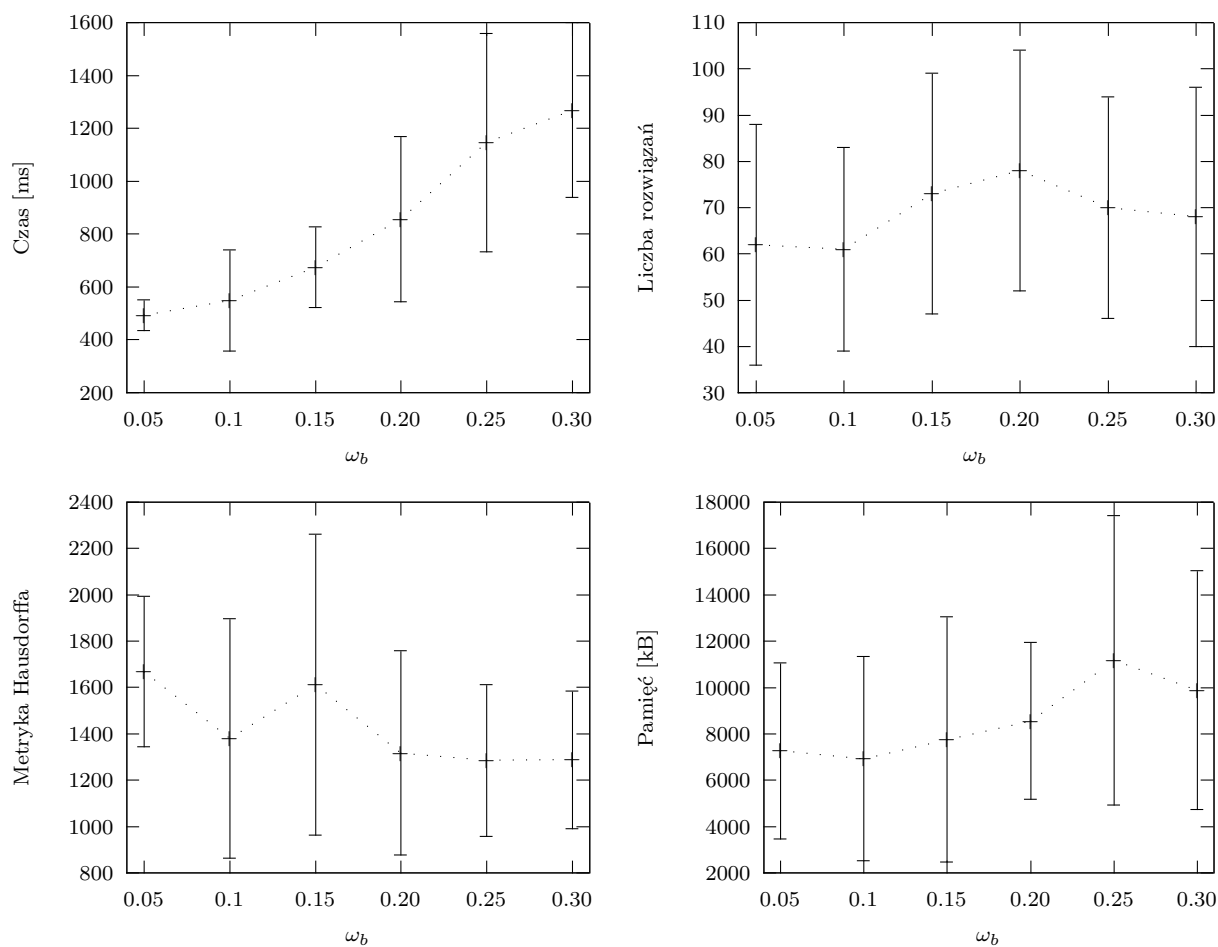 Czas [ms]
1600
1400
1200
1000
800
600
400
200
0.05 0.1 0.15 0.20 0.25 0.30
ω_b
Liczba rozwiązań
110
100
90
80
70
60
50
40
30
0.05 0.1 0.15 0.20 0.25 0.30
ω_b
Metryka Hausdorffa
2400
2200
2000
1800
1600
1400
1200
1000
800
0.05 0.1 0.15 0.20 0.25 0.30
ω_b
Pamięć [kB]
18000
16000
14000
12000
10000
8000
6000
4000
2000
0.05 0.1 0.15 0.20 0.25 0.30
ω_b